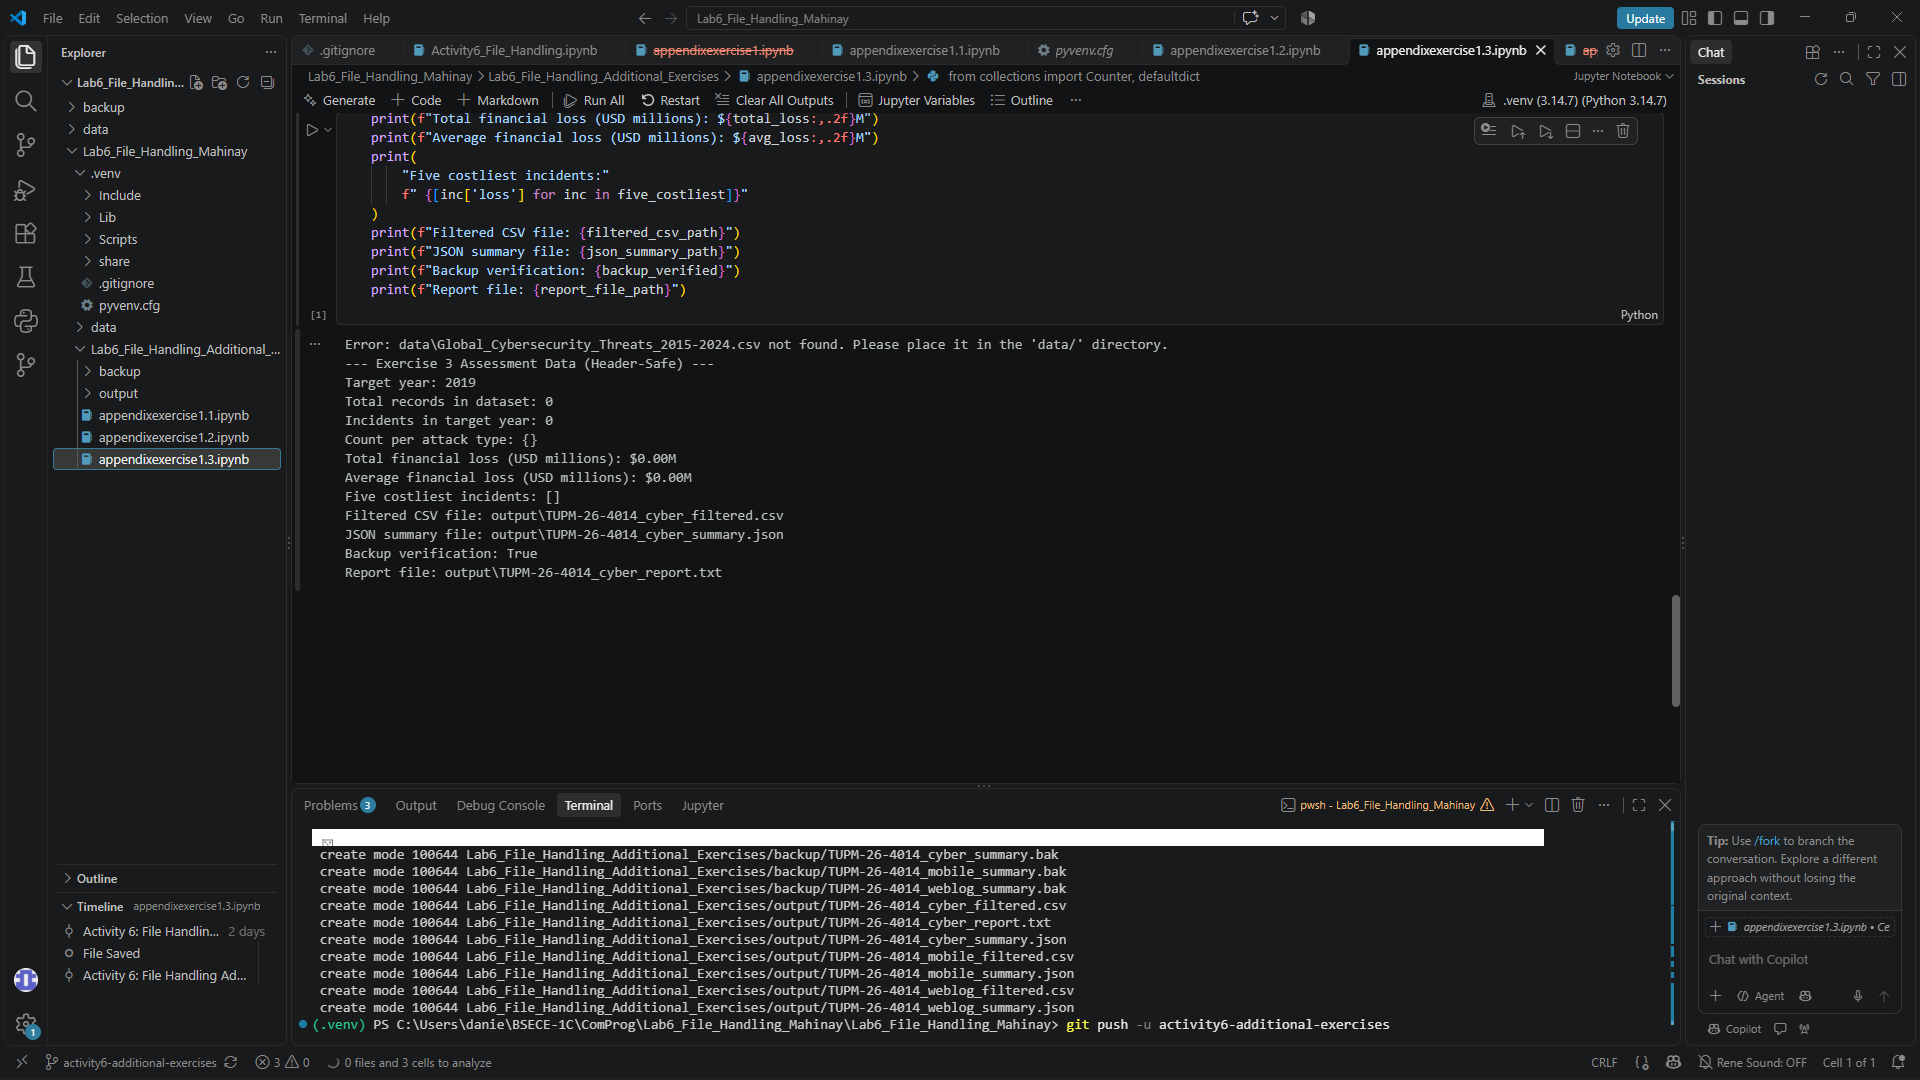 File Edit Selection View Go Run Terminal Help
Lab6_File_Handling_Mahinay
Update
Explorer
Lab6_File_Handlin...
backup
data
Lab6_File_Handling_Mahinay
.venv
Include
Lib
Scripts
share
.gitignore
pyvenv.cfg
data
Lab6_File_Handling_Additional_...
backup
output
appendixexercise1.1.ipynb
appendixexercise1.2.ipynb
appendixexercise1.3.ipynb
Outline
Timeline appendixexercise1.3.ipynb
Activity 6: File Handlin... 2 days
File Saved
Activity 6: File Handling Ad...
.gitignore Activity6_File_Handling.ipynb appendixexercise1.ipynb appendixexercise1.1.ipynb pyvenv.cfg appendixexercise1.2.ipynb appendixexercise1.3.ipynb ap
Lab6_File_Handling_Mahinay > Lab6_File_Handling_Additional_Exercises > appendixexercise1.3.ipynb > from collections import Counter, defaultdict
Jupyter Notebook
Generate + Code + Markdown Run All Restart Clear All Outputs Jupyter Variables Outline ...
.venv (3.14.7) (Python 3.14.7)
print(f"Total financial loss (USD millions): ${total_loss:,.2f}M")
print(f"Average financial loss (USD millions): ${avg_loss:,.2f}M")
print(
"Five costliest incidents:"
f" {[inc['loss'] for inc in five_costliest]}"
)
print(f"Filtered CSV file: {filtered_csv_path}")
print(f"JSON summary file: {json_summary_path}")
print(f"Backup verification: {backup_verified}")
print(f"Report file: {report_file_path}")
[1]
Python
Error: data\Global_Cybersecurity_Threats_2015-2024.csv not found. Please place it in the 'data/' directory.
--- Exercise 3 Assessment Data (Header-Safe) ---
Target year: 2019
Total records in dataset: 0
Incidents in target year: 0
Count per attack type: {}
Total financial loss (USD millions): $0.00M
Average financial loss (USD millions): $0.00M
Five costliest incidents: []
Filtered CSV file: output\TUPM-26-4014_cyber_filtered.csv
JSON summary file: output\TUPM-26-4014_cyber_summary.json
Backup verification: True
Report file: output\TUPM-26-4014_cyber_report.txt
Problems 3 Output Debug Console Terminal Ports Jupyter
pwsh - Lab6_File_Handling_Mahinay
create mode 100644 Lab6_File_Handling_Additional_Exercises/backup/TUPM-26-4014_cyber_summary.bak
create mode 100644 Lab6_File_Handling_Additional_Exercises/backup/TUPM-26-4014_mobile_summary.bak
create mode 100644 Lab6_File_Handling_Additional_Exercises/backup/TUPM-26-4014_weblog_summary.bak
create mode 100644 Lab6_File_Handling_Additional_Exercises/output/TUPM-26-4014_cyber_filtered.csv
create mode 100644 Lab6_File_Handling_Additional_Exercises/output/TUPM-26-4014_cyber_report.txt
create mode 100644 Lab6_File_Handling_Additional_Exercises/output/TUPM-26-4014_cyber_summary.json
create mode 100644 Lab6_File_Handling_Additional_Exercises/output/TUPM-26-4014_mobile_filtered.csv
create mode 100644 Lab6_File_Handling_Additional_Exercises/output/TUPM-26-4014_mobile_summary.json
create mode 100644 Lab6_File_Handling_Additional_Exercises/output/TUPM-26-4014_weblog_filtered.csv
create mode 100644 Lab6_File_Handling_Additional_Exercises/output/TUPM-26-4014_weblog_summary.json
(.venv) PS C:\Users\danie\BSECE-1C\ComProg\Lab6_File_Handling_Mahinay\Lab6_File_Handling_Mahinay> git push -u activity6-additional-exercises
Chat
Sessions
Tip: Use /fork to branch the
conversation. Explore a different
approach without losing the
original context.
+ appendixexercise1.3.ipynb • Ce
Chat with Copilot
Agent
Copilot
1
activity6-additional-exercises 3 0 0 files and 3 cells to analyze
CRLF Rene Sound: OFF Cell 1 of 1